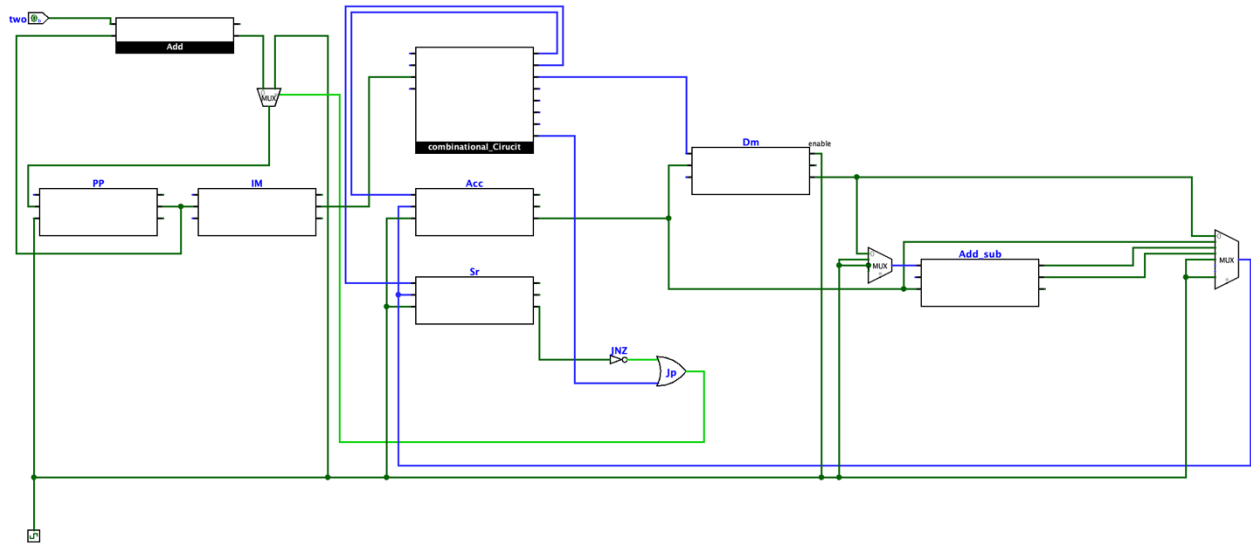 two
Add
MUX
combinational_Cirucit
Dm
enable
PP
IM
Acc
Sr
Add_sub
MUX
MUX
JNZ
Jp